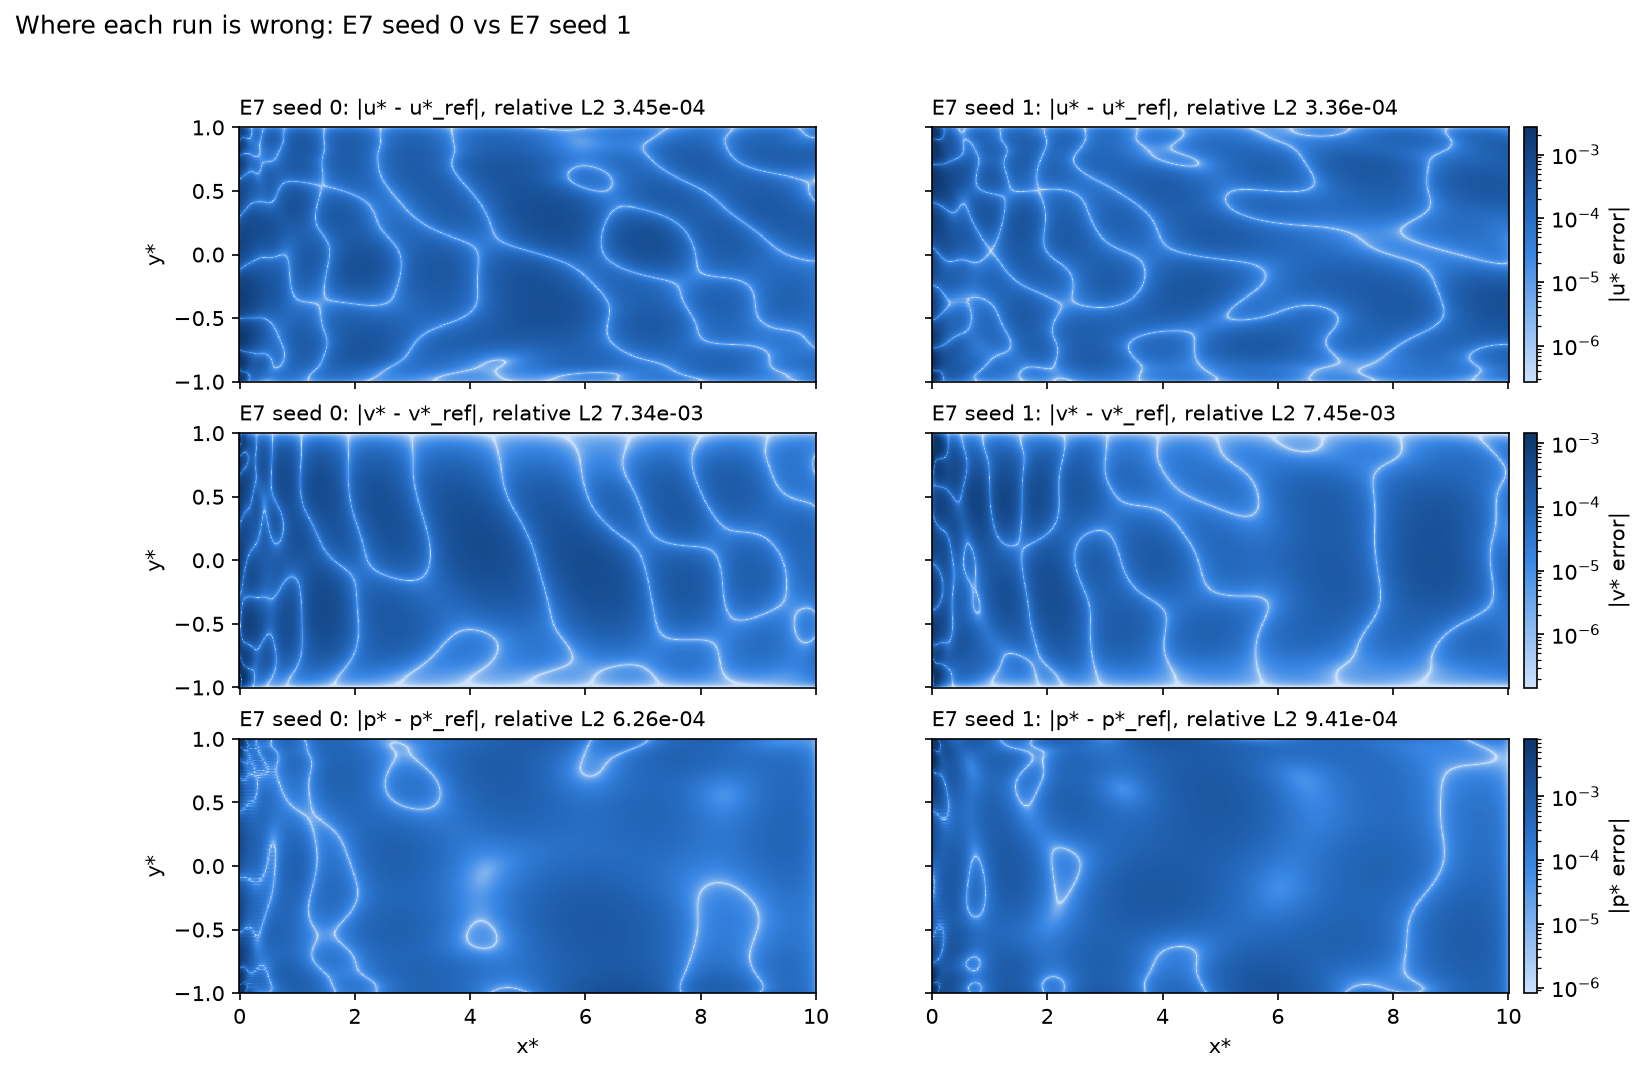 Where each run is wrong: E7 seed 0 vs E7 seed 1
E7 seed 0: |u* - u*_ref|, relative L2 3.45e-04
E7 seed 1: |u* - u*_ref|, relative L2 3.36e-04
1.0
0.5
0.0
−0.5
−1.0
y*
10⁻³
10⁻⁴
10⁻⁵
10⁻⁶
|u* error|
E7 seed 0: |v* - v*_ref|, relative L2 7.34e-03
E7 seed 1: |v* - v*_ref|, relative L2 7.45e-03
1.0
0.5
0.0
−0.5
−1.0
y*
10⁻³
10⁻⁴
10⁻⁵
10⁻⁶
|v* error|
E7 seed 0: |p* - p*_ref|, relative L2 6.26e-04
E7 seed 1: |p* - p*_ref|, relative L2 9.41e-04
1.0
0.5
0.0
−0.5
−1.0
y*
10⁻³
10⁻⁴
10⁻⁵
10⁻⁶
|p* error|
0 2 4 6 8 10
0 2 4 6 8 10
x*
x*